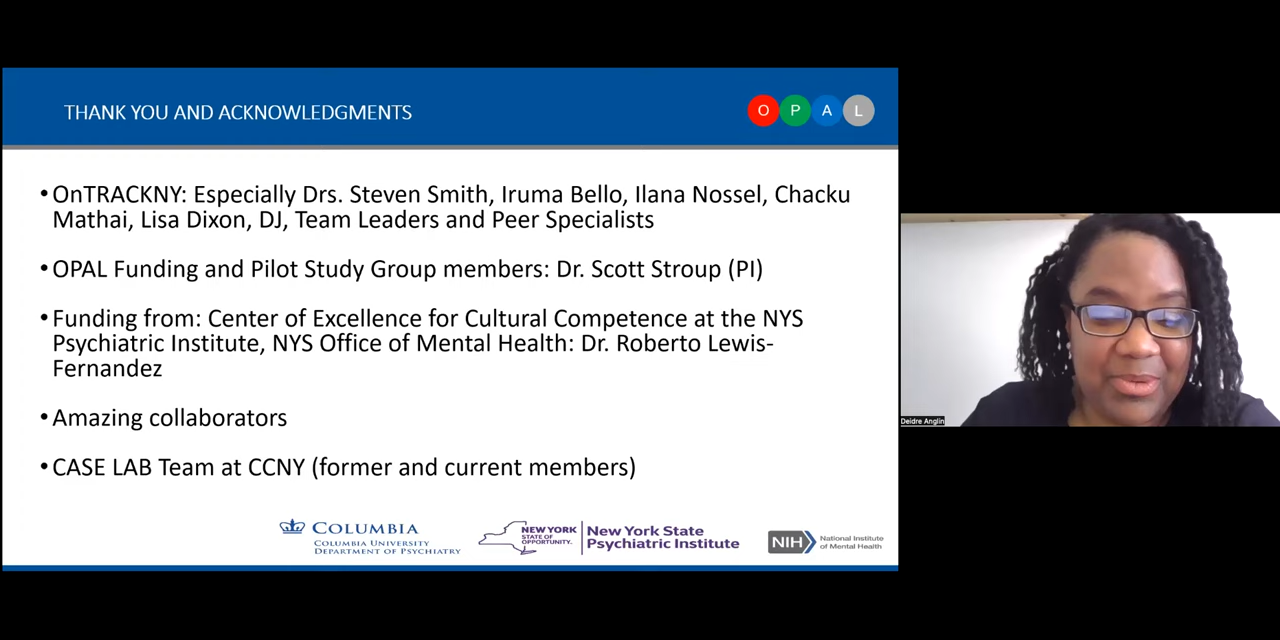 THANK YOU AND ACKNOWLEDGMENTS
O P A L
•OnTRACKNY: Especially Drs. Steven Smith, Iruma Bello, Ilana Nossel, Chacku
Mathai, Lisa Dixon, DJ, Team Leaders and Peer Specialists
•OPAL Funding and Pilot Study Group members: Dr. Scott Stroup (PI)
•Funding from: Center of Excellence for Cultural Competence at the NYS
Psychiatric Institute, NYS Office of Mental Health: Dr. Roberto Lewis-
Fernandez
•Amazing collaborators
•CASE LAB Team at CCNY (former and current members)
COLUMBIA
COLUMBIA UNIVERSITY
DEPARTMENT OF PSYCHIATRY
NEW YORK
STATE OF
OPPORTUNITY.
New York State
Psychiatric Institute
NIH
National Institute
of Mental Health
Deidre Anglin